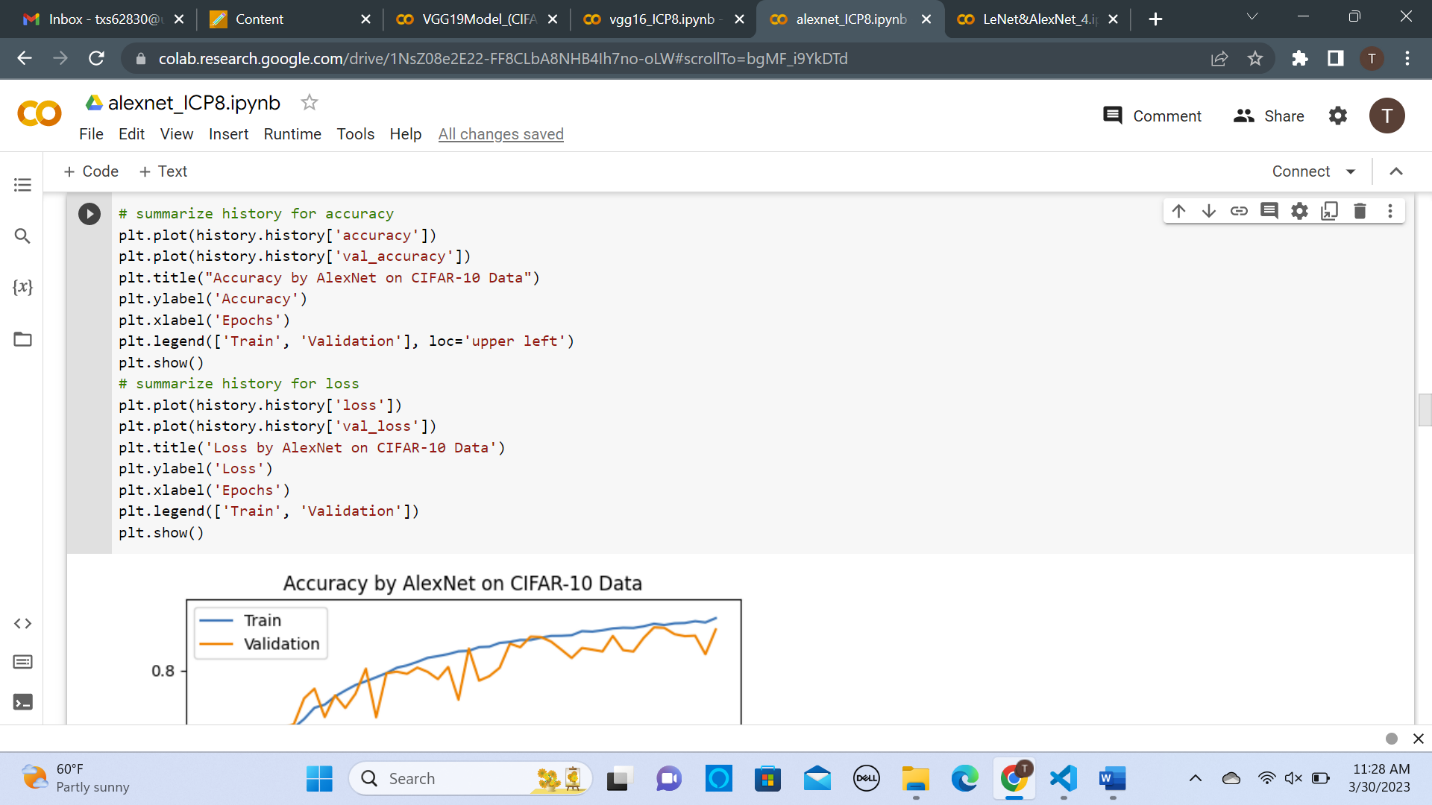 Inbox - txs62830@
Content
VGG19Model_(CIFA
vgg16_ICP8.ipynb -
alexnet_ICP8.ipynb
LeNet&AlexNet_4.i
colab.research.google.com/drive/1NsZ08e2E22-FF8CLbA8NHB4Ih7no-oLW#scrollTo=bgMF_i9YkDTd
T
CO
alexnet_ICP8.ipynb
Comment
Share
T
File Edit View Insert Runtime Tools Help All changes saved
+ Code + Text
Connect
# summarize history for accuracy
plt.plot(history.history['accuracy'])
plt.plot(history.history['val_accuracy'])
plt.title("Accuracy by AlexNet on CIFAR-10 Data")
plt.ylabel('Accuracy')
plt.xlabel('Epochs')
plt.legend(['Train', 'Validation'], loc='upper left')
plt.show()
# summarize history for loss
plt.plot(history.history['loss'])
plt.plot(history.history['val_loss'])
plt.title('Loss by AlexNet on CIFAR-10 Data')
plt.ylabel('Loss')
plt.xlabel('Epochs')
plt.legend(['Train', 'Validation'])
plt.show()
{x}
Accuracy by AlexNet on CIFAR-10 Data
Train
Validation
0.8
60°F
Partly sunny
Search
DELL
T
W
11:28 AM
3/30/2023